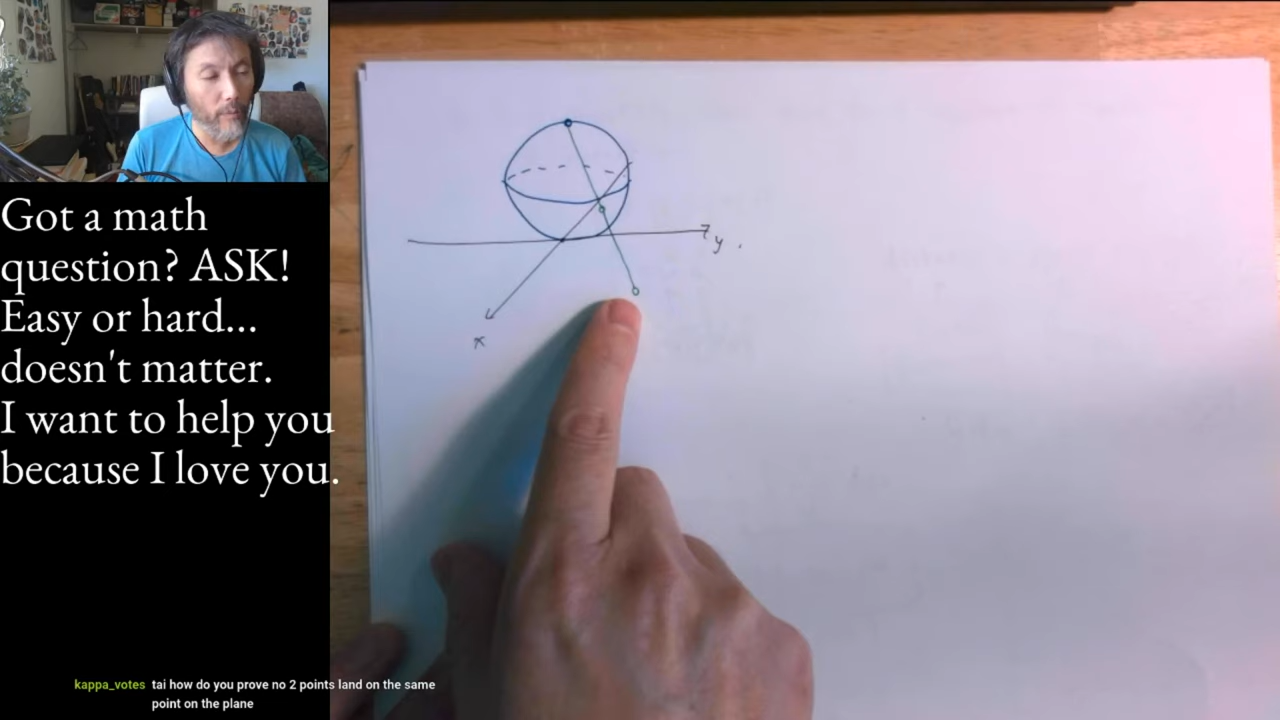 Got a math
question? ASK!
Easy or hard...
doesn't matter.
I want to help you
because I love you.
y
x
kappa_votes tai how do you prove no 2 points land on the same
point on the plane